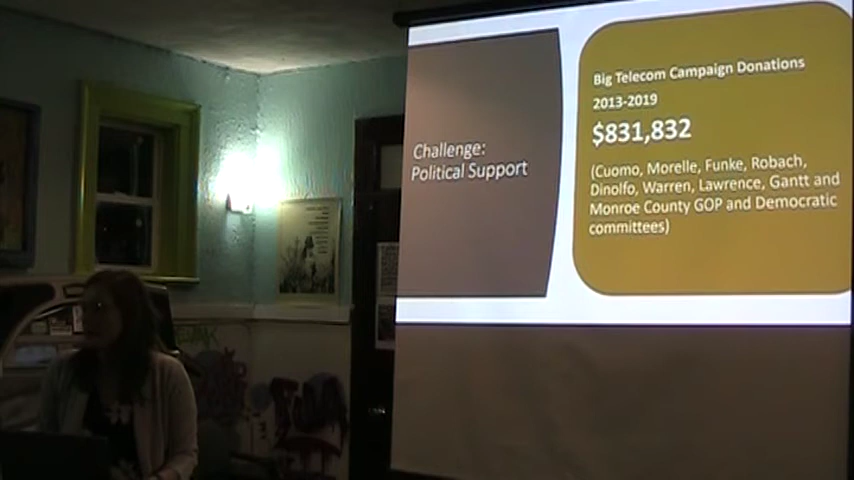 Challenge:
Political Support
Big Telecom Campaign Donations
2013-2019
$831,832
(Cuomo, Morelle, Funke, Robach,
Dinolfo, Warren, Lawrence, Gantt and
Monroe County GOP and Democratic
committees)